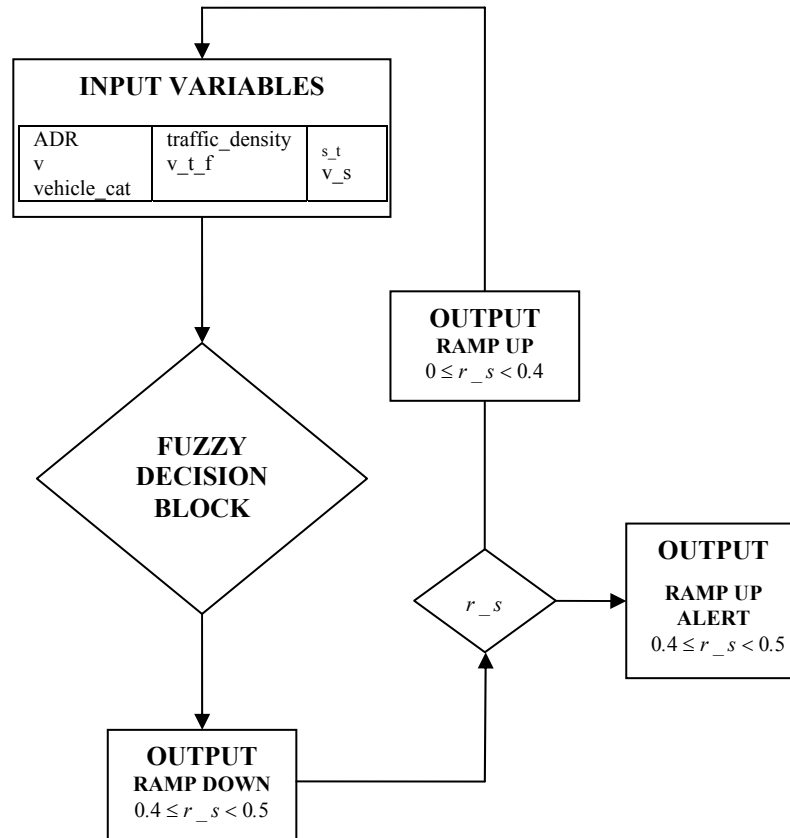 INPUT VARIABLES
ADR
v
vehicle_cat
traffic_density
v_t_f
s_t
v_s
OUTPUT
RAMP UP
0 ≤ r _ s < 0.4
FUZZY
DECISION
BLOCK
r _ s
OUTPUT
RAMP UP
ALERT
0.4 ≤ r _ s < 0.5
OUTPUT
RAMP DOWN
0.4 ≤ r _ s < 0.5